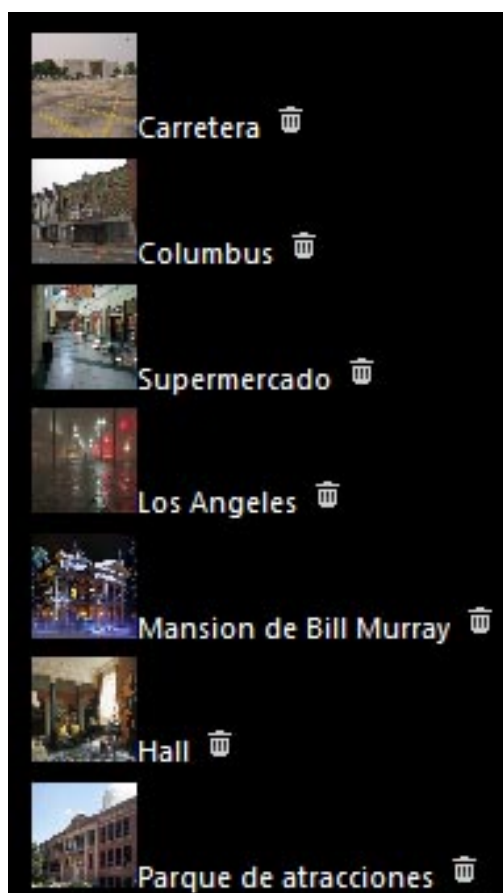 Carretera
Columbus
Supermercado
Los Angeles
Mansion de Bill Murray
Hall
Parque de atracciones